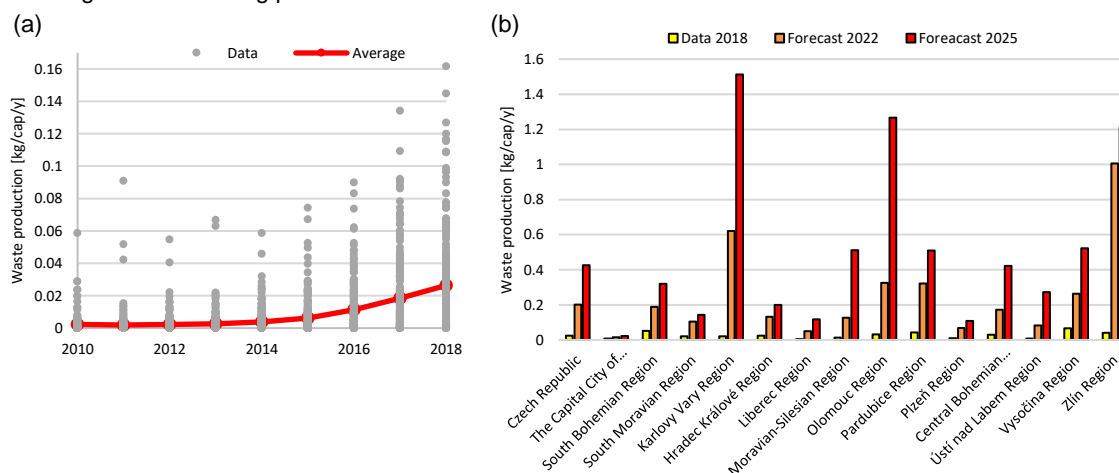 (a)
Data
Average
Waste production [kg/cap/y]
0.16
0.14
0.12
0.1
0.08
0.06
0.04
0.02
0
2010
2012
2014
2016
2018
(b)
Data 2018
Forecast 2022
Foreacast 2025
Waste production [kg/cap/y]
1.6
1.4
1.2
1
0.8
0.6
0.4
0.2
0
Czech Republic
The Capital City of...
South Bohemian Region
South Moravian Region
Karlovy Vary Region
Hradec Králové Region
Liberec Region
Moravian-Silesian Region
Olomouc Region
Pardubice Region
Plzeň Region
Central Bohemian...
Ústí nad Labem Region
Vysočina Region
Zlín Region